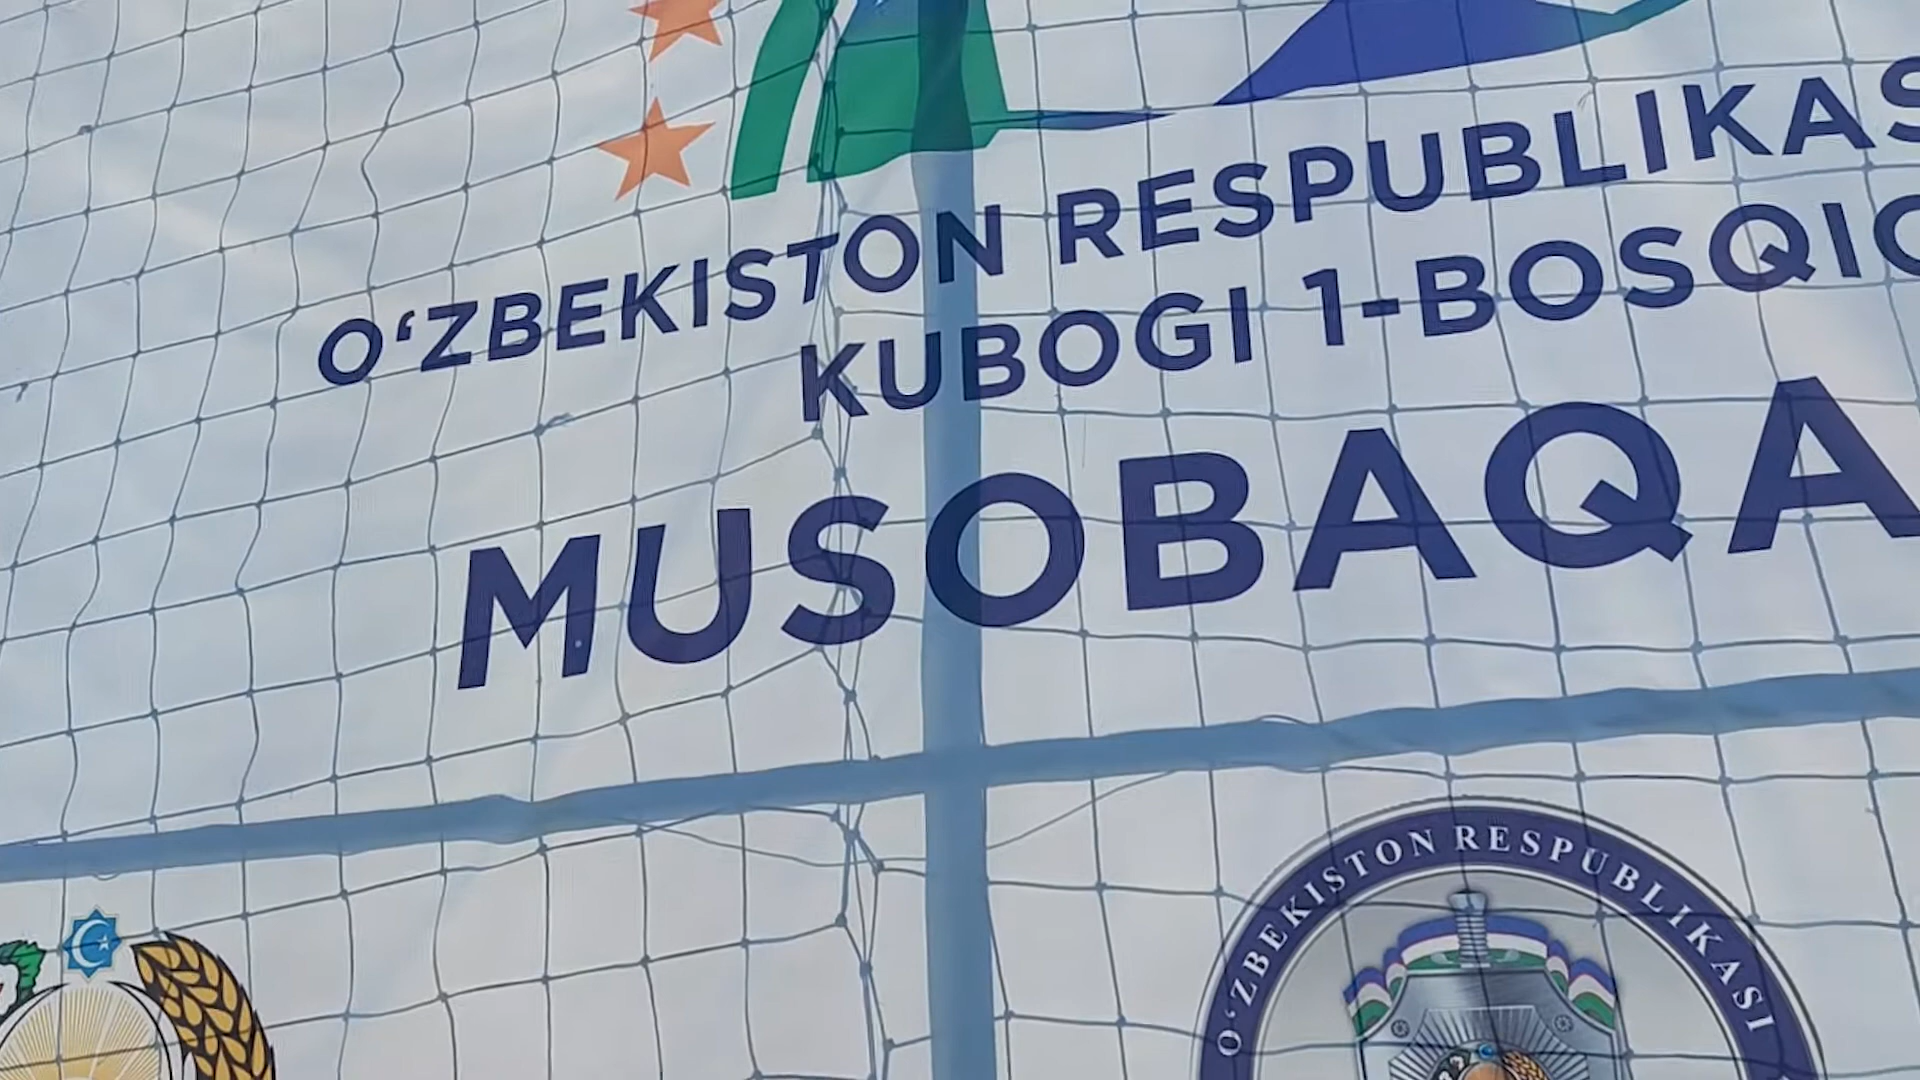 O‘ZBEKISTON RESPUBLIKAS
KUBOGI 1-BOSQIC
MUSOBAQA
O‘ZBEKISTON RESPUBLIKASI